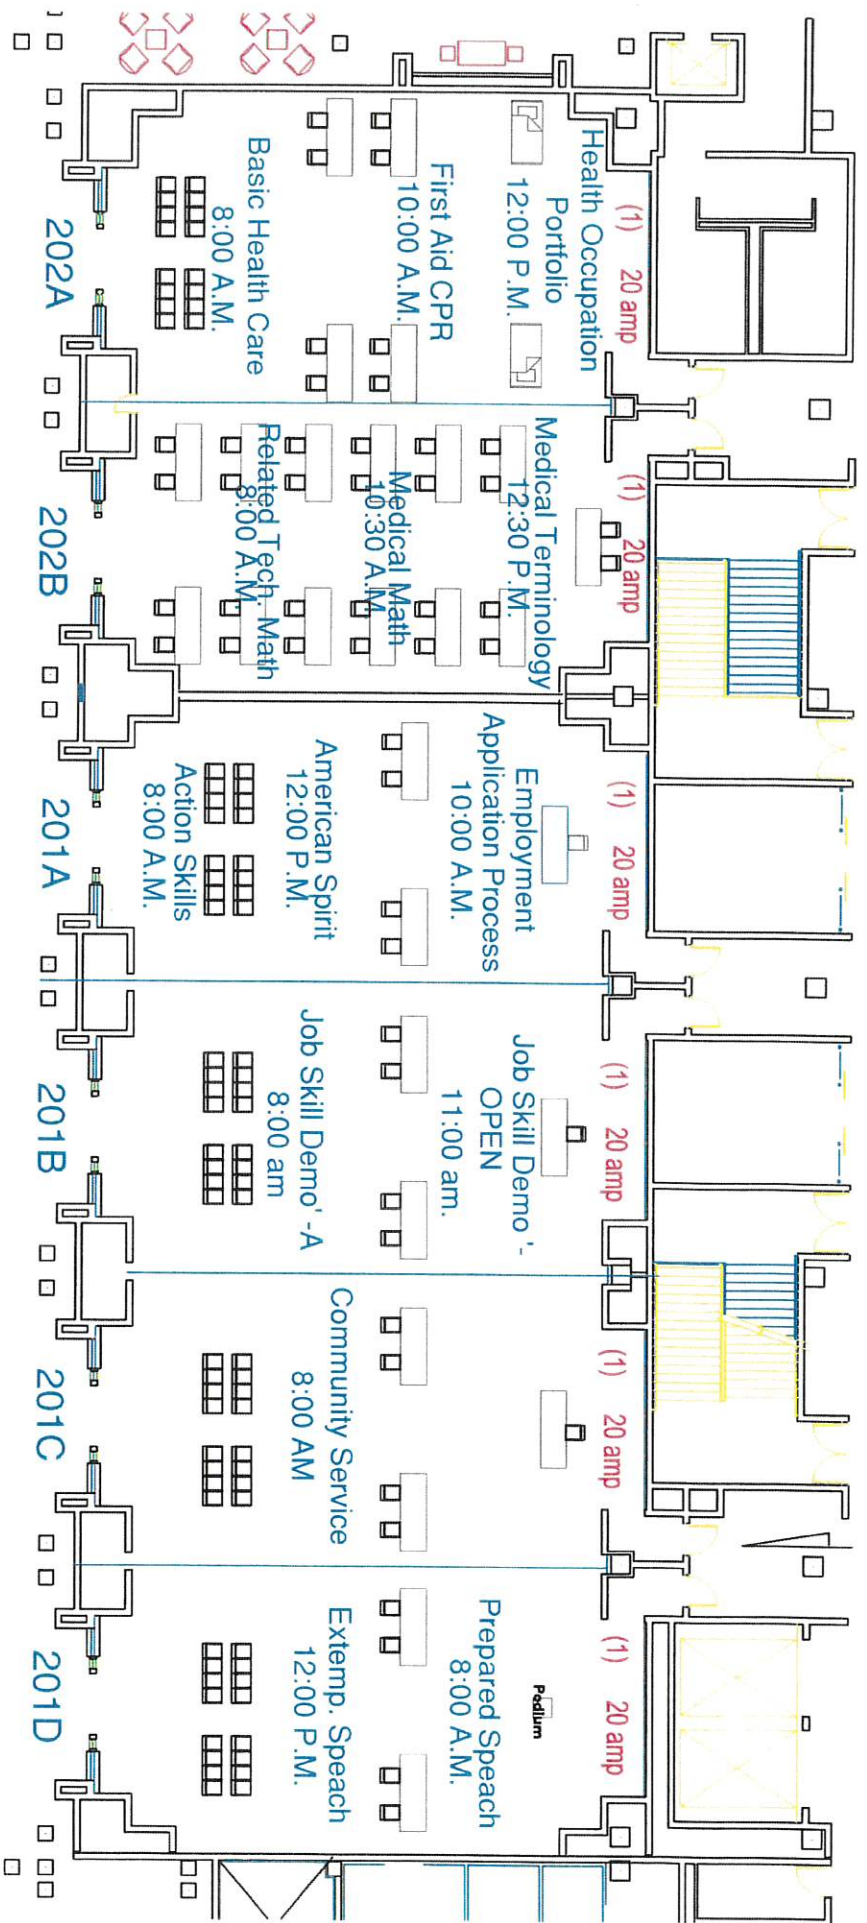 (1) 20 amp
Health Occupation
Portfolio
12:00 P.M.
First Aid CPR
10:00 A.M.
Basic Health Care
8:00 A.M.
202A
(1) 20 amp
Medical Terminology
12:30 P.M.
Medical Math
10:30 A.M.
Related Tech. Math
8:00 A.M.
202B
(1) 20 amp
Employment
Application Process
10:00 A.M.
American Spirit
12:00 P.M.
Action Skills
8:00 A.M.
201A
(1) 20 amp
Job Skill Demo '-
OPEN
11:00 am.
Job Skill Demo' -A
8:00 am
201B
(1) 20 amp
Community Service
8:00 AM
201C
(1) 20 amp
Podium
Prepared Speach
8:00 A.M.
Extemp. Speach
12:00 P.M.
201D